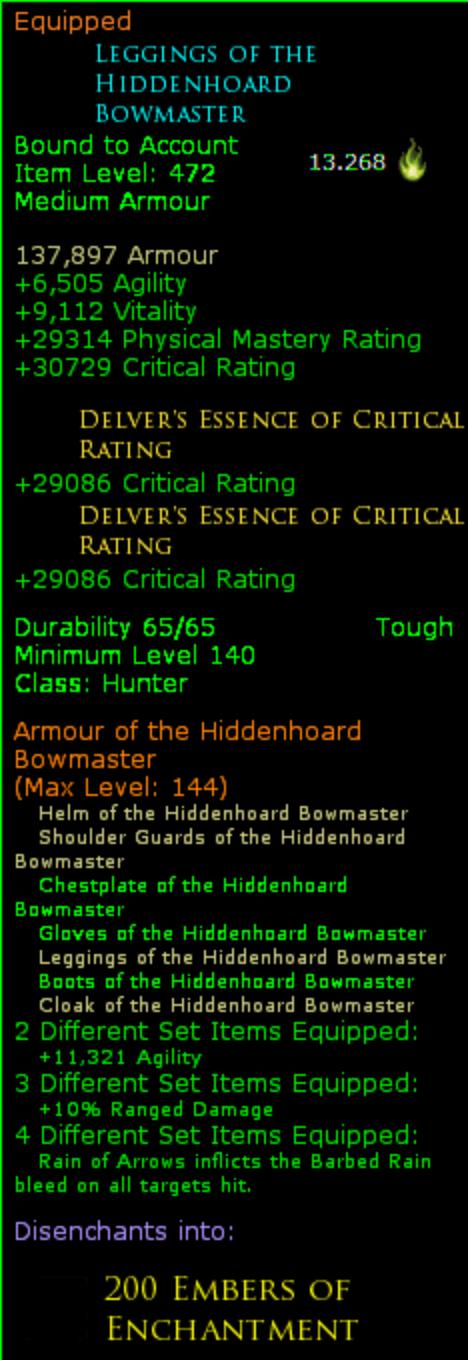 Equipped
Leggings of the
Hiddenhoard
Bowmaster
Bound to Account
13.268
Item Level: 472
Medium Armour
137,897 Armour
+6,505 Agility
+9,112 Vitality
+29314 Physical Mastery Rating
+30729 Critical Rating
Delver's Essence of Critical
Rating
+29086 Critical Rating
Delver's Essence of Critical
Rating
+29086 Critical Rating
Durability 65/65 Tough
Minimum Level 140
Class: Hunter
Armour of the Hiddenhoard
Bowmaster
(Max Level: 144)
Helm of the Hiddenhoard Bowmaster
Shoulder Guards of the Hiddenhoard
Bowmaster
Chestplate of the Hiddenhoard
Bowmaster
Gloves of the Hiddenhoard Bowmaster
Leggings of the Hiddenhoard Bowmaster
Boots of the Hiddenhoard Bowmaster
Cloak of the Hiddenhoard Bowmaster
2 Different Set Items Equipped:
+11,321 Agility
3 Different Set Items Equipped:
+10% Ranged Damage
4 Different Set Items Equipped:
Rain of Arrows inflicts the Barbed Rain
bleed on all targets hit.
Disenchants into:
200 Embers of
Enchantment